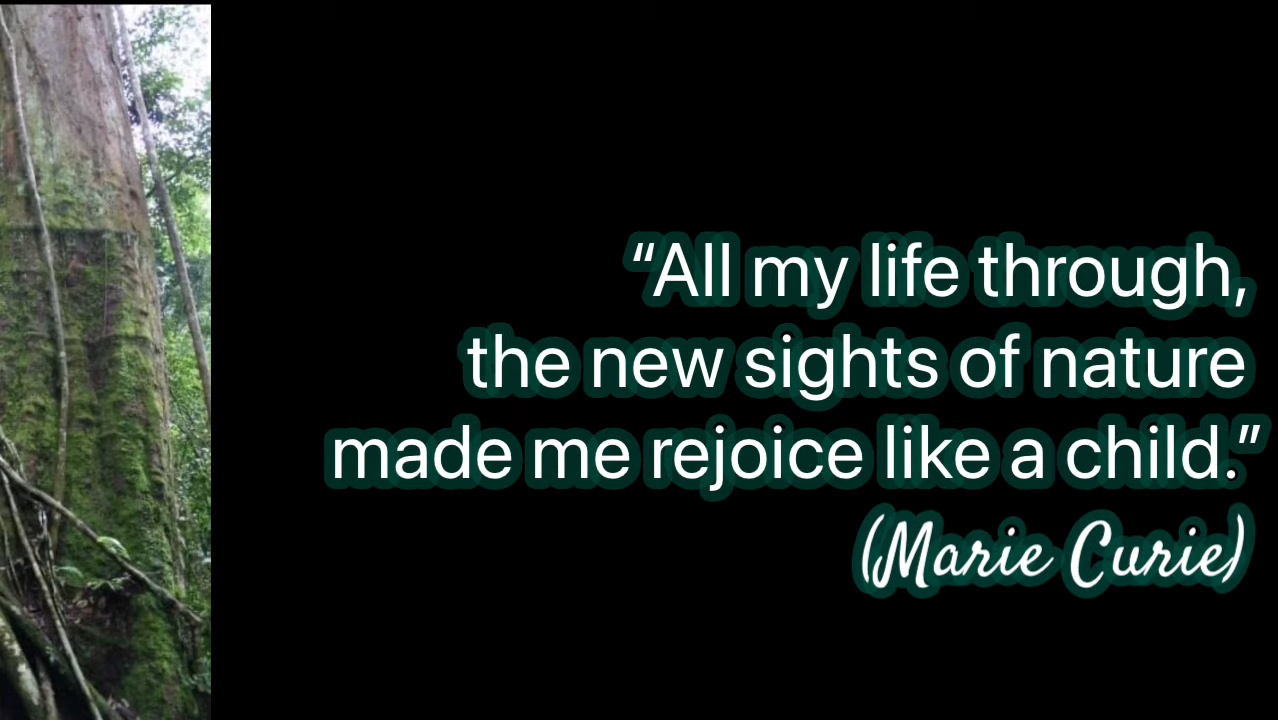 “All my life through,
the new sights of nature
made me rejoice like a child.”
(Marie Curie)